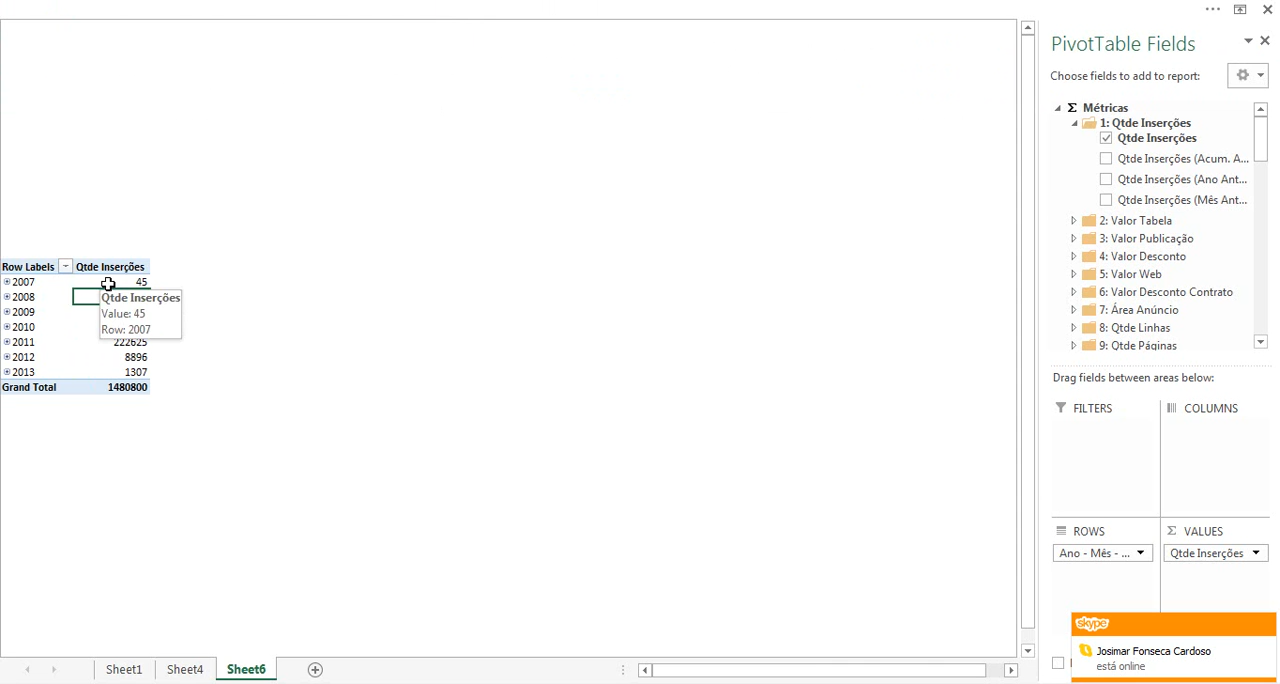 PivotTable Fields
Choose fields to add to report:
Σ Métricas
1: Qtde Inserções
Qtde Inserções
Qtde Inserções (Acum. A...
Qtde Inserções (Ano Ant...
Qtde Inserções (Mês Ant...
2: Valor Tabela
3: Valor Publicação
4: Valor Desconto
5: Valor Web
6: Valor Desconto Contrato
7: Área Anúncio
8: Qtde Linhas
9: Qtde Páginas
Row Labels Qtde Inserções
2007 45
2008
2009
2010
2011 222625
2012 8896
2013 1307
Grand Total 1480800
Qtde Inserções
Value: 45
Row: 2007
Drag fields between areas below:
FILTERS
COLUMNS
ROWS
Ano - Mês - ...
Σ VALUES
Qtde Inserções
skype
Josimar Fonseca Cardoso
está online
Sheet1 Sheet4 Sheet6